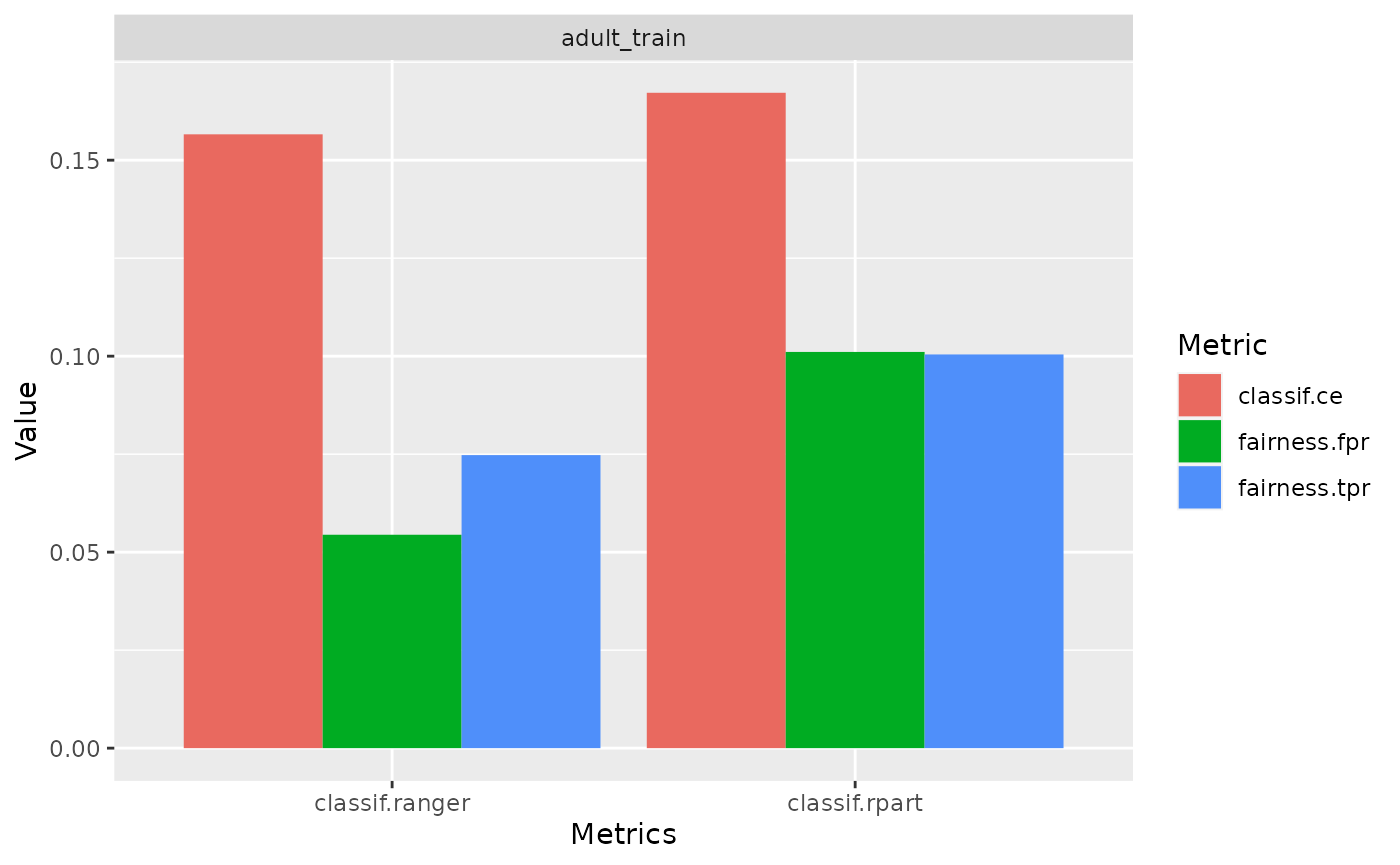 adult_train
Value
0.15
0.10
0.05
0.00
classif.ranger
classif.rpart
Metrics
Metric
classif.ce
fairness.fpr
fairness.tpr